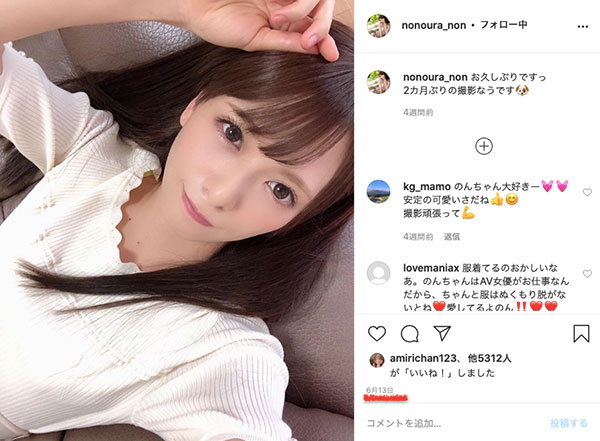 nonoura_non • フォロー中
nonoura_non お久しぶりですっ
2カ月ぶりの撮影なうです🐶
4週間前
kg_mamo のんちゃん大好きー💓💓
安定の可愛いさだね👍😊
撮影頑張って💪
4週間前 返信
lovemaniax 服着てるのおかしいな
あ。のんちゃんはAV女優がお仕事なん
だから、ちゃんと服はぬくもり脱がな
いとね❤️愛してるよのん‼️❤️❤️
amirichan123、他5312人
が「いいね！」しました
6月13日
コメントを追加... 投稿する